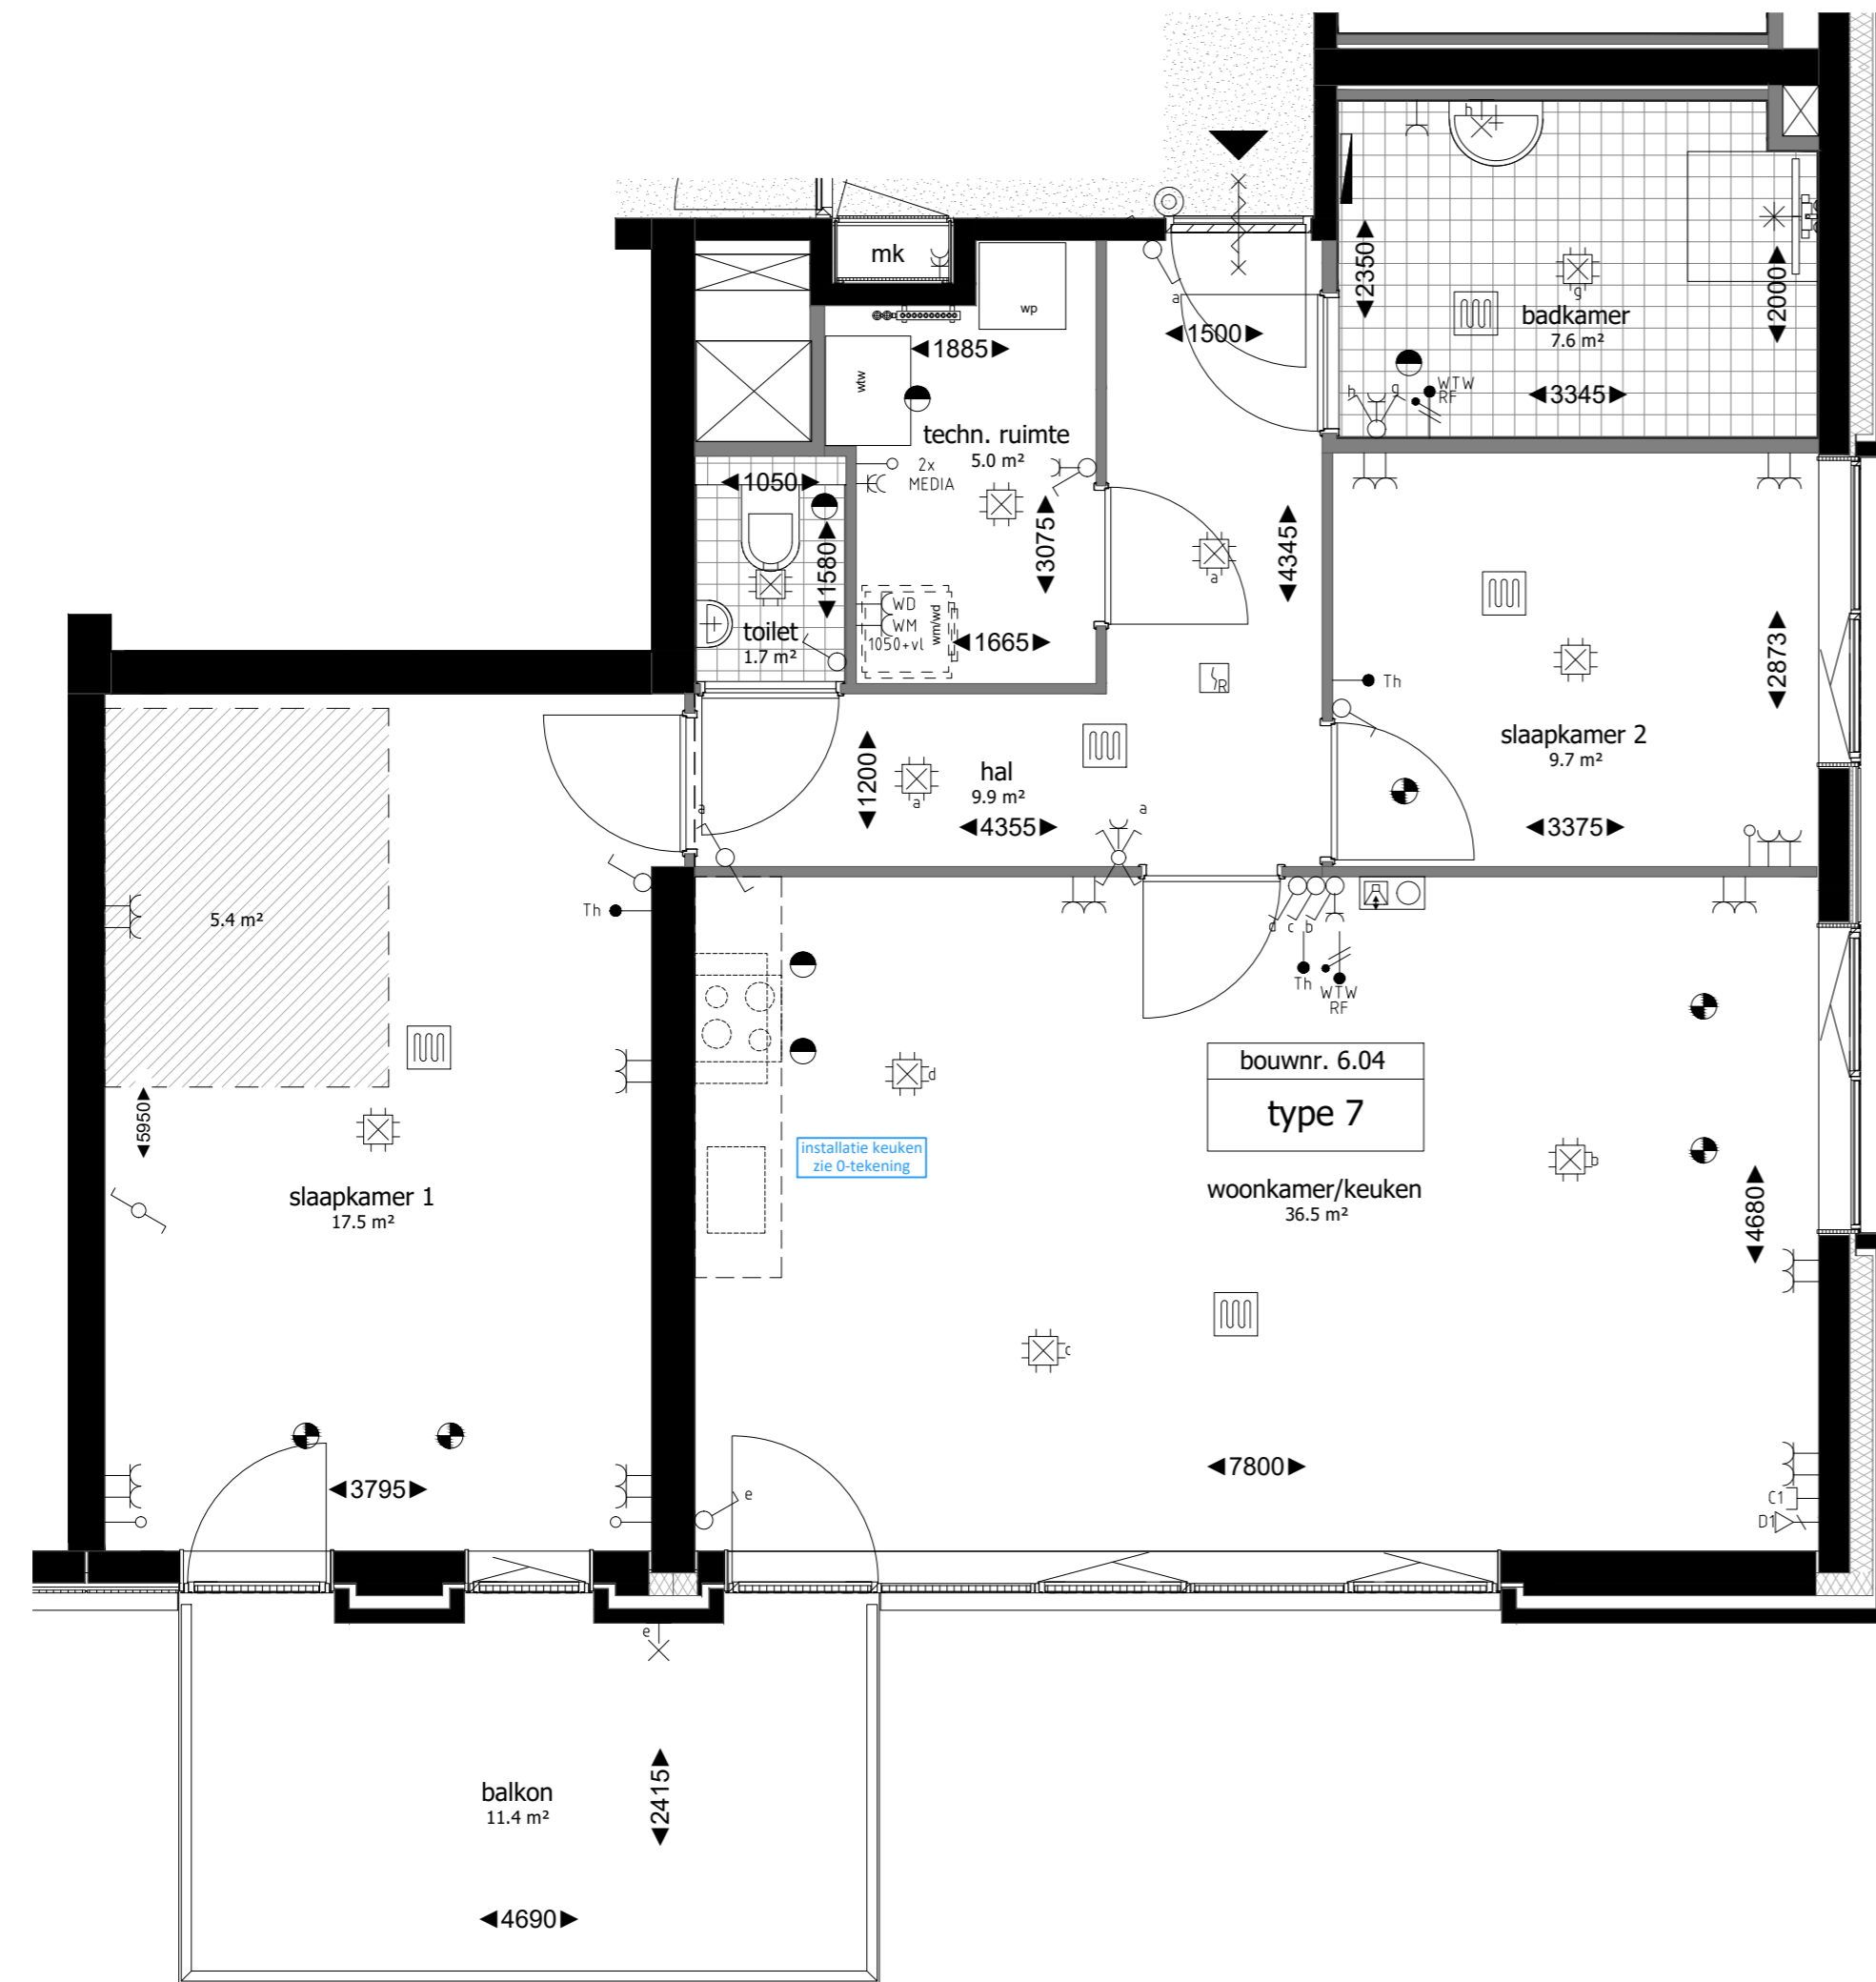 mk
wp
h
wtw
1885
1500
a
2350
2000
g
badkamer
7.6 m²
h
g
WTW
RF
3345
techn. ruimte
5.0 m²
2x
MEDIA
1050
1580
3075
4345
a
WD
WM
1050+vl
wm/wd
1665
toilet
1.7 m²
R
Th
2873
slaapkamer 2
9.7 m²
3375
1200
a
hal
9.9 m²
4355
a
a
Th
5.4 m²
d
c
b
Th
WTW
RF
bouwnr. 6.04
type 7
d
b
installatie keuken
zie 0-tekening
woonkamer/keuken
36.5 m²
4680
5950
slaapkamer 1
17.5 m²
c
7800
3795
e
C1
D1
e
balkon
11.4 m²
2415
4690